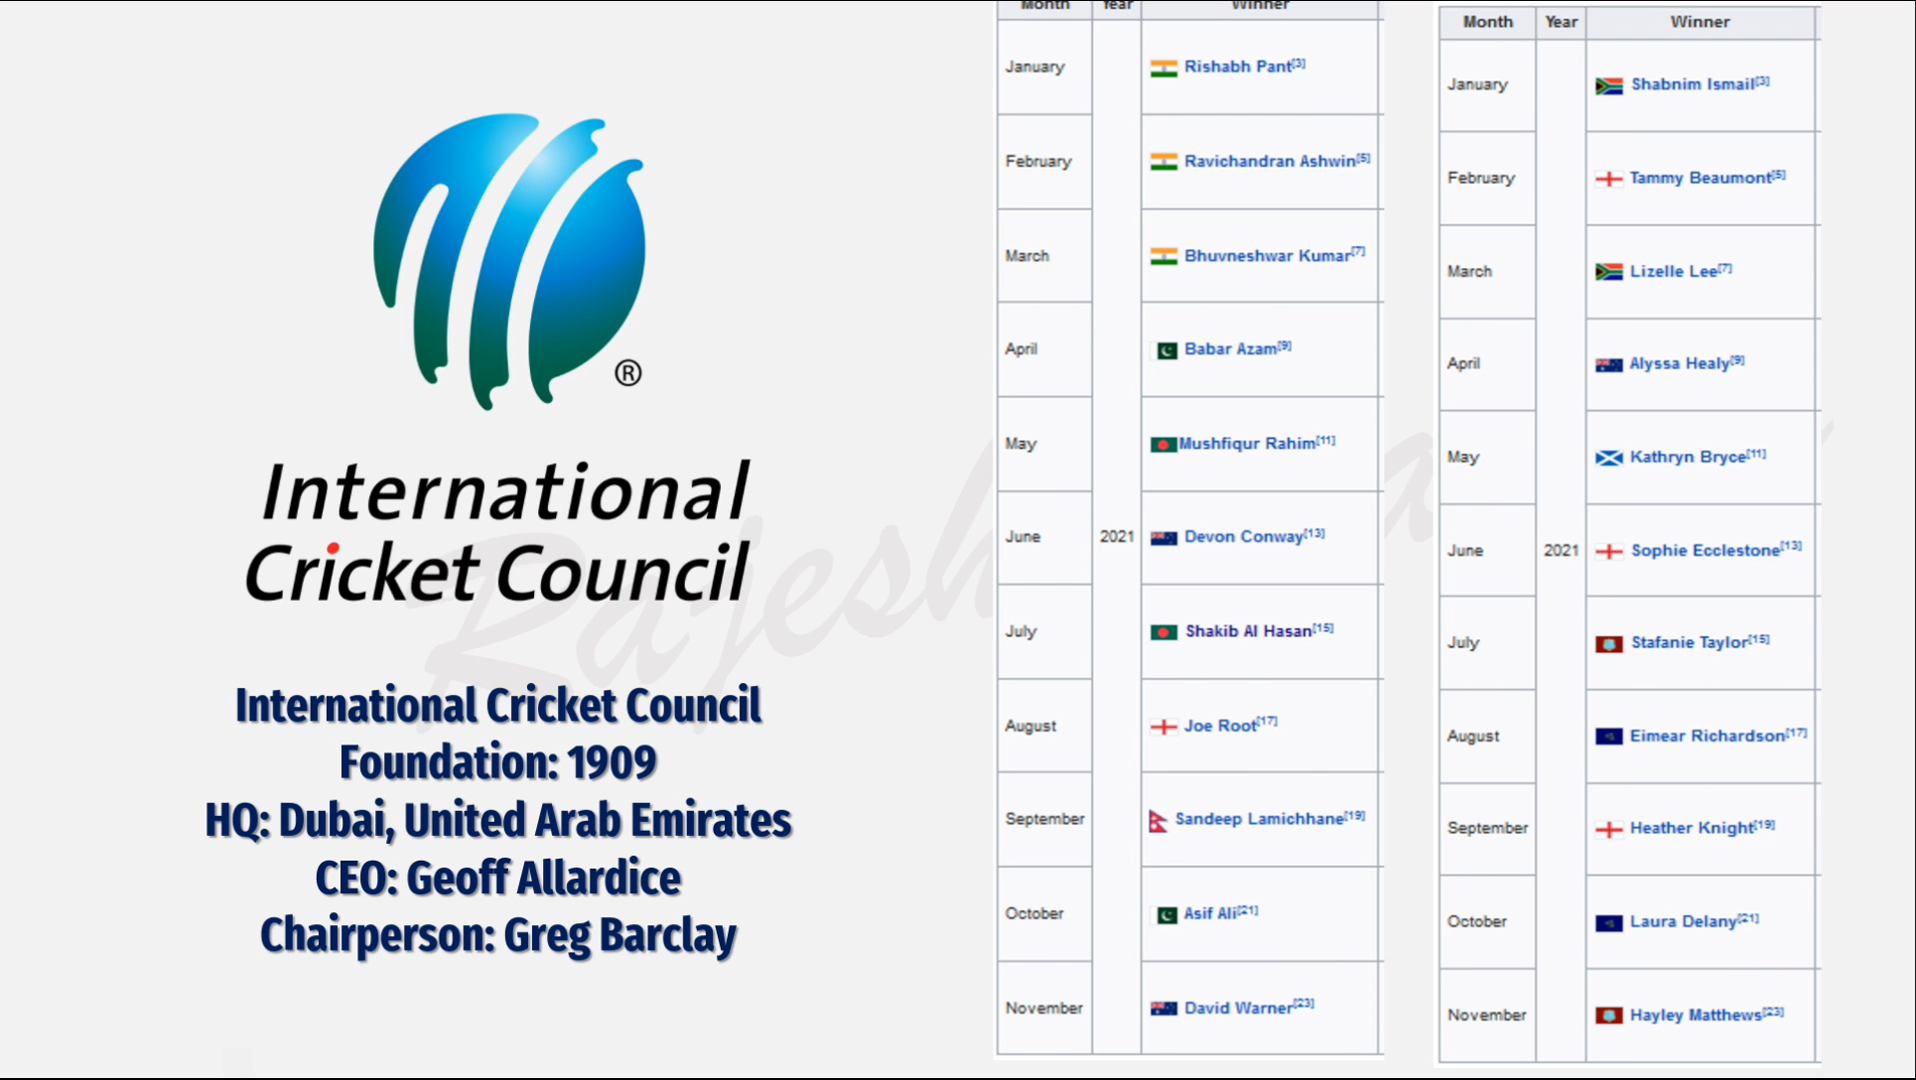 ®
International
Cricket Council
International Cricket Council
Foundation: 1909
HQ: Dubai, United Arab Emirates
CEO: Geoff Allardice
Chairperson: Greg Barclay
Rajesh
Month Year Winner
January Rishabh Pant[3]
February Ravichandran Ashwin[5]
March Bhuvneshwar Kumar[7]
April Babar Azam[9]
May Mushfiqur Rahim[11]
June 2021 Devon Conway[13]
July Shakib Al Hasan[15]
August Joe Root[17]
September Sandeep Lamichhane[19]
October Asif Ali[21]
November David Warner[23]
Month Year Winner
January Shabnim Ismail[3]
February Tammy Beaumont[5]
March Lizelle Lee[7]
April Alyssa Healy[9]
May Kathryn Bryce[11]
June 2021 Sophie Ecclestone[13]
July Stafanie Taylor[15]
August Eimear Richardson[17]
September Heather Knight[19]
October Laura Delany[21]
November Hayley Matthews[23]